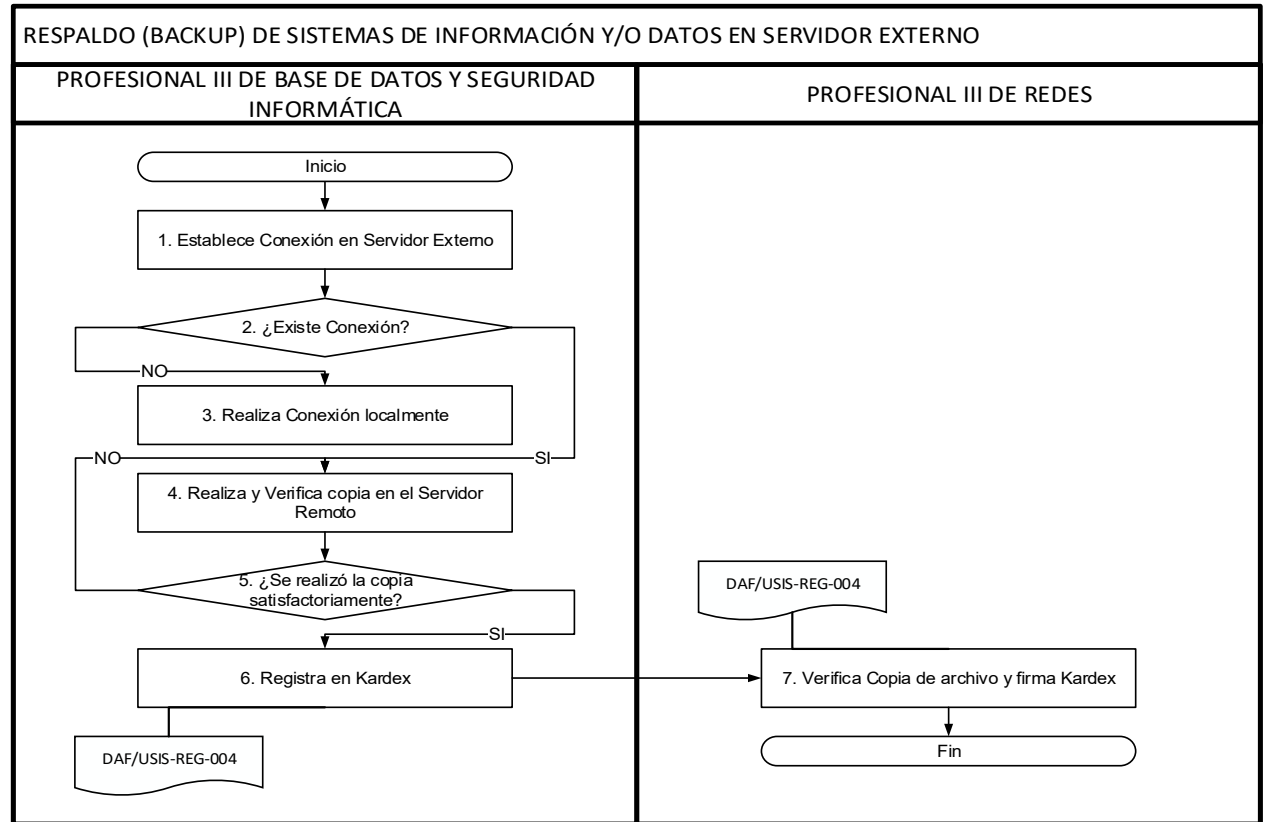 RESPALDO (BACKUP) DE SISTEMAS DE INFORMACIÓN Y/O DATOS EN SERVIDOR EXTERNO
PROFESIONAL III DE BASE DE DATOS Y SEGURIDAD
INFORMÁTICA
PROFESIONAL III DE REDES
Inicio
1. Establece Conexión en Servidor Externo
2. ¿Existe Conexión?
NO
3. Realiza Conexión localmente
NO
SI
4. Realiza y Verifica copia en el Servidor
Remoto
5. ¿Se realizó la copia
satisfactoriamente?
SI
6. Registra en Kardex
DAF/USIS-REG-004
DAF/USIS-REG-004
7. Verifica Copia de archivo y firma Kardex
Fin